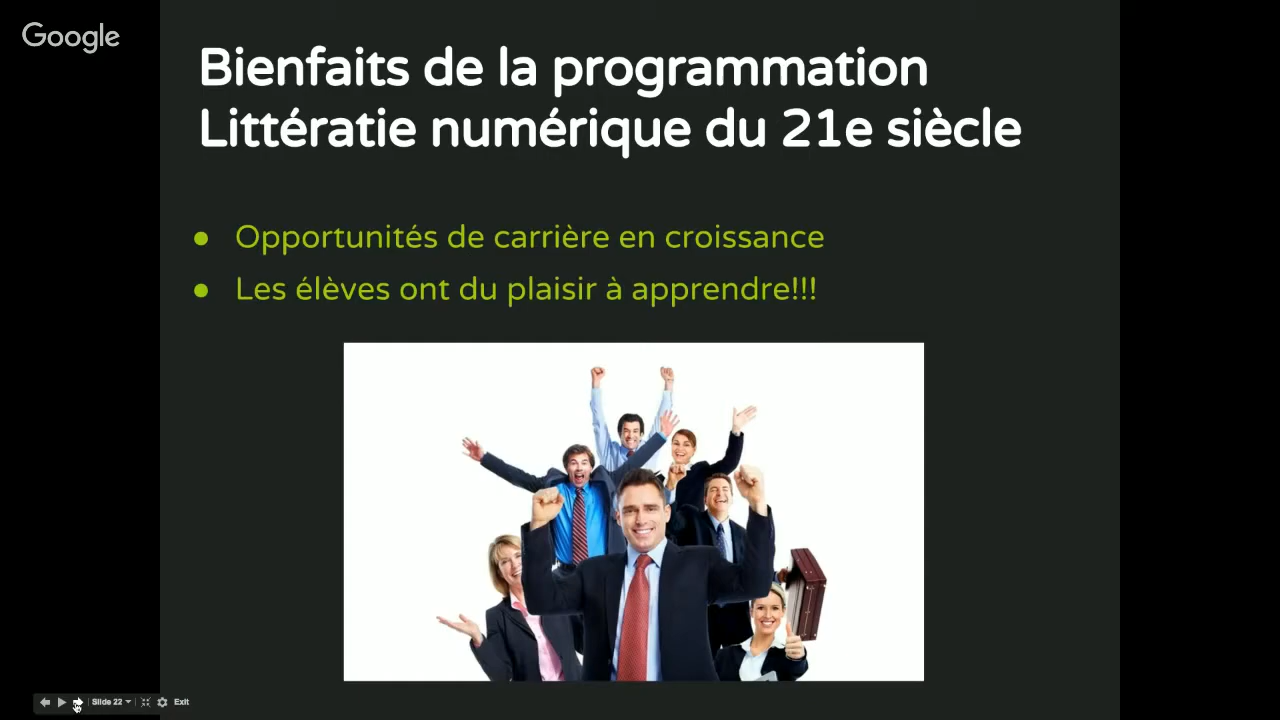 Google
Bienfaits de la programmation
Littératie numérique du 21e siècle
● Opportunités de carrière en croissance
● Les élèves ont du plaisir à apprendre!!!
Slide 22 Exit